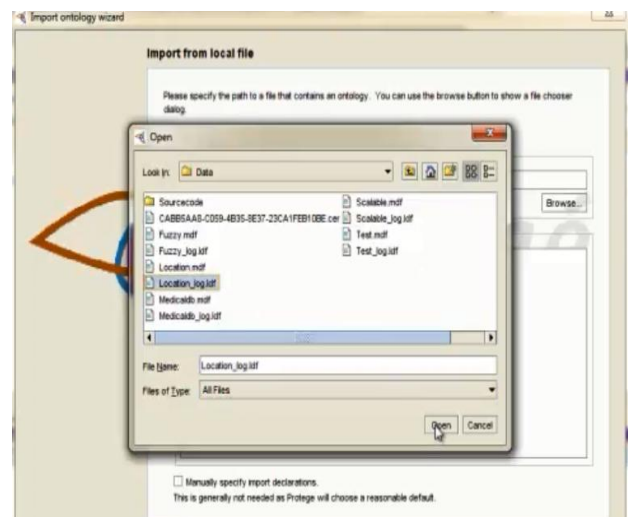 Import ontology wizard
Import from local file
Please specify the path to a file that contains an ontology. You can use the browse button to show a file chooser
dialog.
Open
Look in: Data
Browse...
Sourcecode
CABB5AA8-C059-4B35-8E37-23CA1FEB10BE.cer
Fuzzy.mdf
Fuzzy_log.ldf
Location.mdf
Location_log.ldf
Medicaldb.mdf
Medicaldb_log.ldf
Scalable.mdf
Scalable_log.ldf
Test.mdf
Test_log.ldf
File Name: Location_log.ldf
Files of Type: All Files
Open Cancel
Manually specify import declarations.
This is generally not needed as Protege will choose a reasonable default.